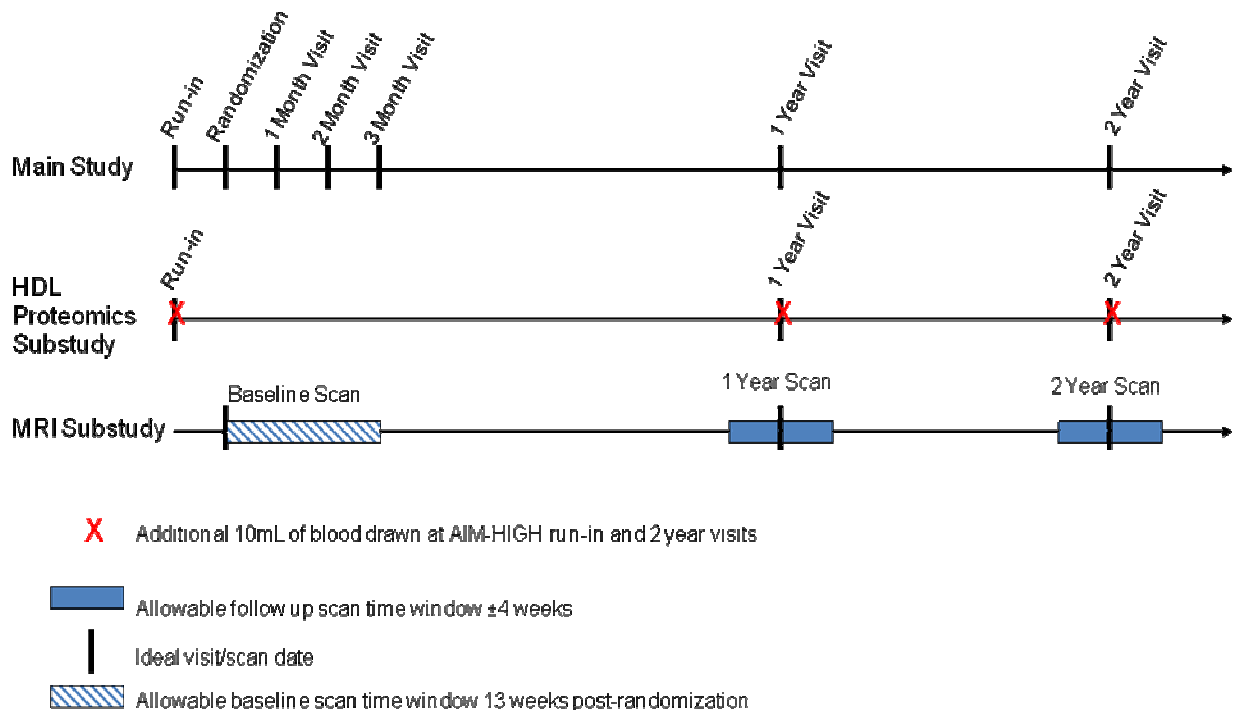 Run-in
Randomization
1 Month Visit
2 Month Visit
3 Month Visit
1 Year Visit
2 Year Visit
Main Study
Run-in
1 Year Visit
2 Year Visit
HDL
Proteomics
Substudy
X
X
X
Baseline Scan
1 Year Scan
2 Year Scan
MRI Substudy
X Additional 10mL of blood drawn at AIM-HIGH run-in and 2 year visits
Allowable follow up scan time window ±4 weeks
Ideal visit/scan date
Allowable baseline scan time window 13 weeks post-randomization